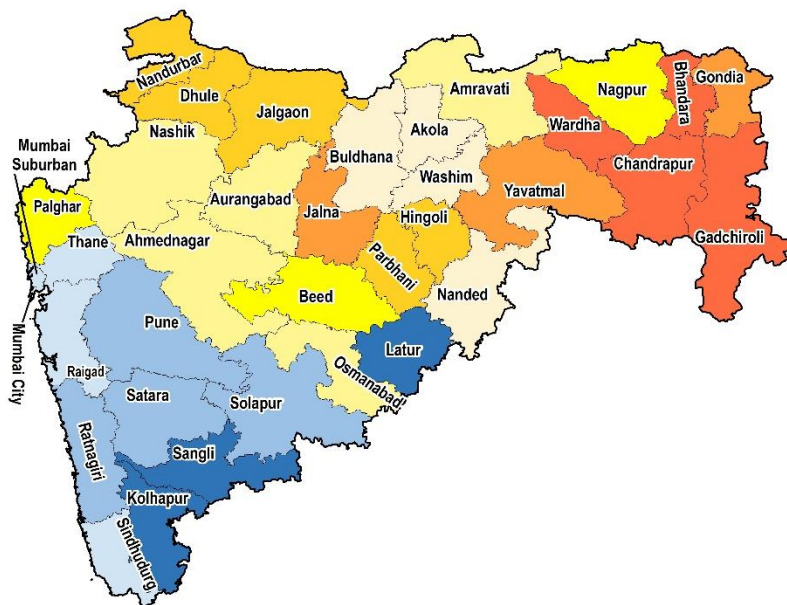 Nandurbar
Dhule
Jalgaon
Amravati
Nagpur
Bhandara
Gondia
Nashik
Mumbai
Suburban
Buldhana
Akola
Wardha
Washim
Chandrapur
Palghar
Aurangabad
Jalna
Hingoli
Yavatmal
Thane
Ahmednagar
Parbhani
Gadchiroli
Beed
Nanded
Mumbai City
Pune
Latur
Raigad
Osmanabad
Satara
Solapur
Ratnagiri
Sangli
Kolhapur
Sindhudurg